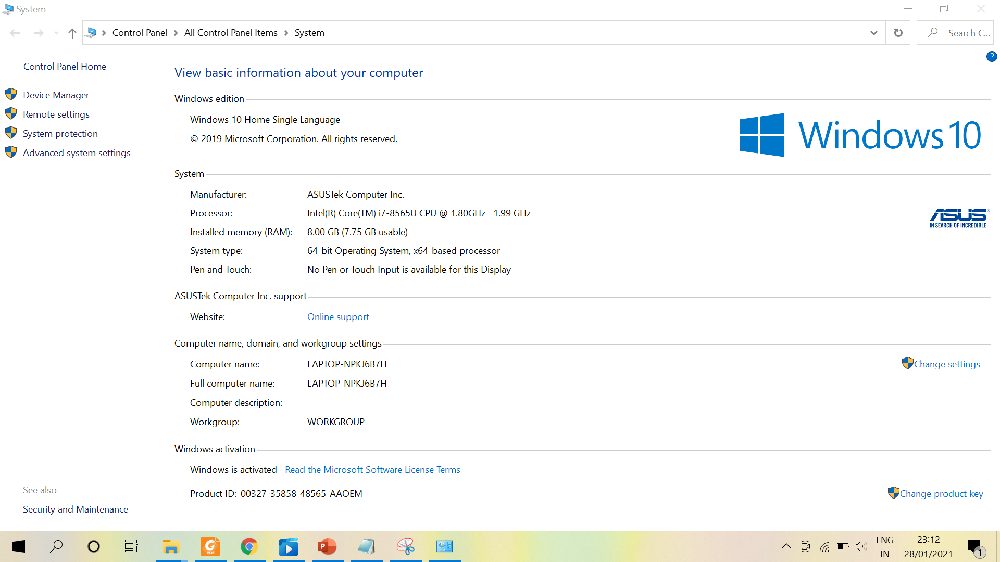 System
Control Panel
All Control Panel Items
System
Search C...
?
Control Panel Home
Device Manager
Remote settings
System protection
Advanced system settings
See also
Security and Maintenance
View basic information about your computer
Windows edition
Windows 10 Home Single Language
© 2019 Microsoft Corporation. All rights reserved.
Windows 10
System
Manufacturer: ASUSTek Computer Inc.
Processor: Intel(R) Core(TM) i7-8565U CPU @ 1.80GHz 1.99 GHz
Installed memory (RAM): 8.00 GB (7.75 GB usable)
System type: 64-bit Operating System, x64-based processor
Pen and Touch: No Pen or Touch Input is available for this Display
ASUS®
IN SEARCH OF INCREDIBLE
ASUSTek Computer Inc. support
Website: Online support
Computer name, domain, and workgroup settings
Computer name: LAPTOP-NPKJ6B7H
Change settings
Full computer name: LAPTOP-NPKJ6B7H
Computer description:
Workgroup: WORKGROUP
Windows activation
Windows is activated Read the Microsoft Software License Terms
Product ID: 00327-35858-48565-AAOEM
Change product key
PDF
P
ENG
IN
23:12
28/01/2021
1